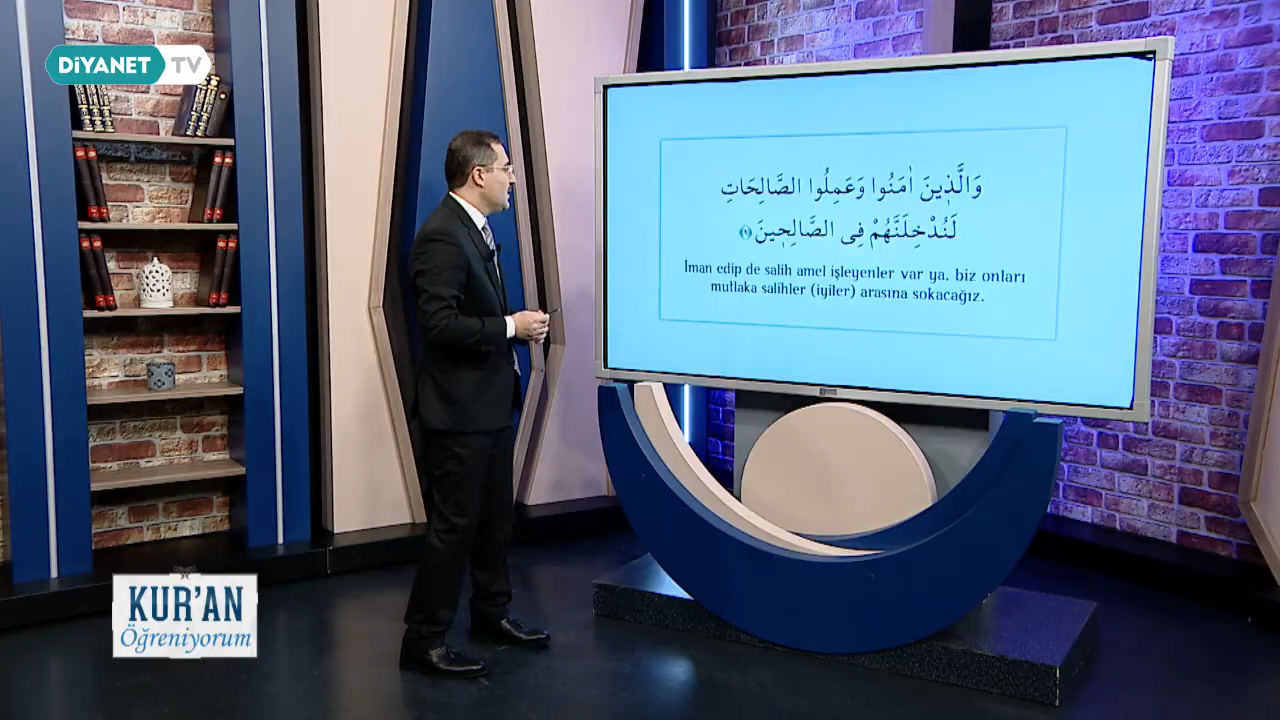 DİYANET TV
وَالَّذٖينَ اٰمَنُوا وَعَمِلُوا الصَّالِحَاتِ
لَنُدْخِلَنَّهُمْ فِى الصَّالِحٖينَ ﴿٩﴾
İman edip de salih amel işleyenler var ya, biz onları
mutlaka salihler (iyiler) arasına sokacağız.
KUR'AN
Öğreniyorum